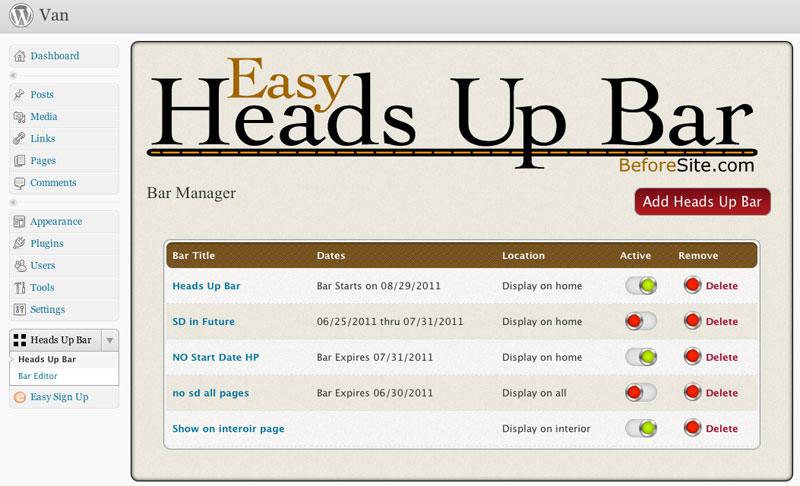 Van
Dashboard
Posts
Media
Links
Pages
Comments
Appearance
Plugins
Users
Tools
Settings
Heads Up Bar
Heads Up Bar
Bar Editor
Easy Sign Up
Easy
Heads Up Bar
BeforeSite.com
Bar Manager
Add Heads Up Bar
Bar Title Dates Location Active Remove
Heads Up Bar Bar Starts on 08/29/2011 Display on home Delete
SD in Future 06/25/2011 thru 07/31/2011 Display on home Delete
NO Start Date HP Bar Expires 07/31/2011 Display on home Delete
no sd all pages Bar Expires 06/30/2011 Display on all Delete
Show on interoir page Display on interior Delete